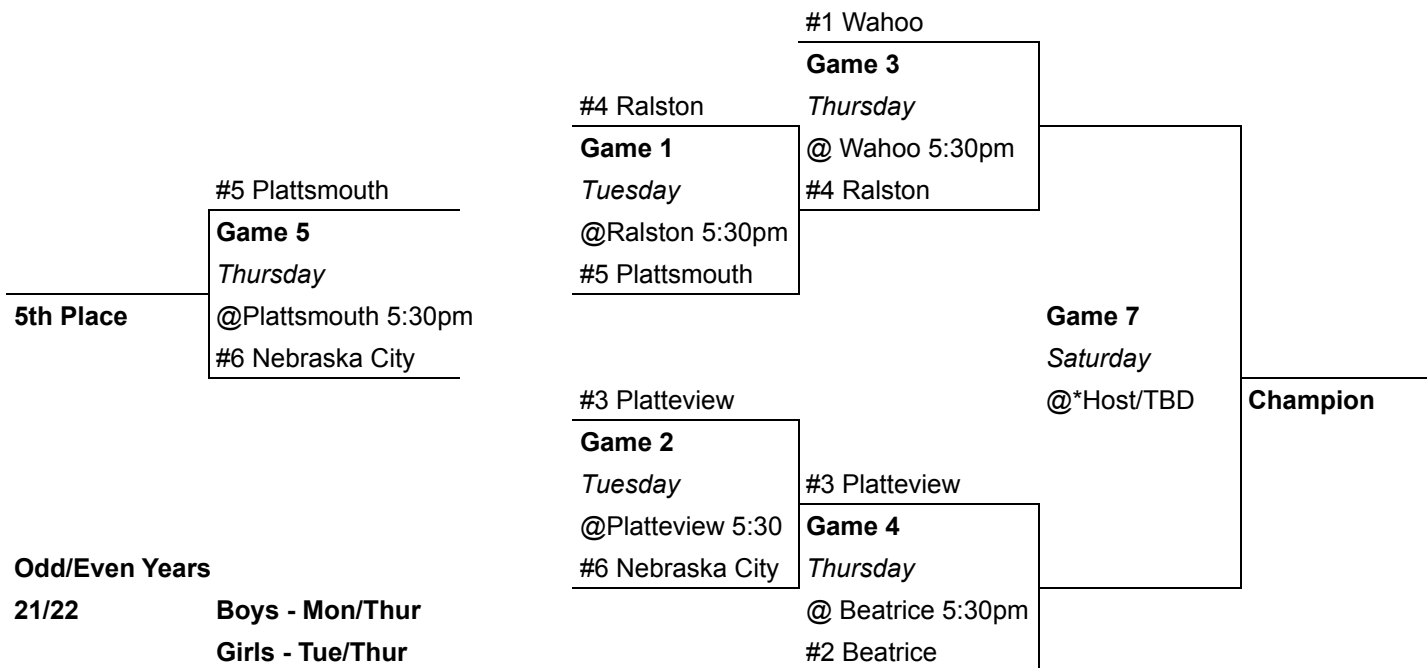 #1 Wahoo
Game 3
#4 Ralston
Thursday
Game 1
@ Wahoo 5:30pm
#5 Plattsmouth
Tuesday
#4 Ralston
Game 5
@Ralston 5:30pm
Thursday
#5 Plattsmouth
5th Place
@Plattsmouth 5:30pm
Game 7
#6 Nebraska City
Saturday
#3 Platteview
@*Host/TBD
Champion
Game 2
Tuesday
#3 Platteview
@Platteview 5:30
Game 4
Odd/Even Years
#6 Nebraska City
Thursday
21/22
Boys - Mon/Thur
@ Beatrice 5:30pm
Girls - Tue/Thur
#2 Beatrice